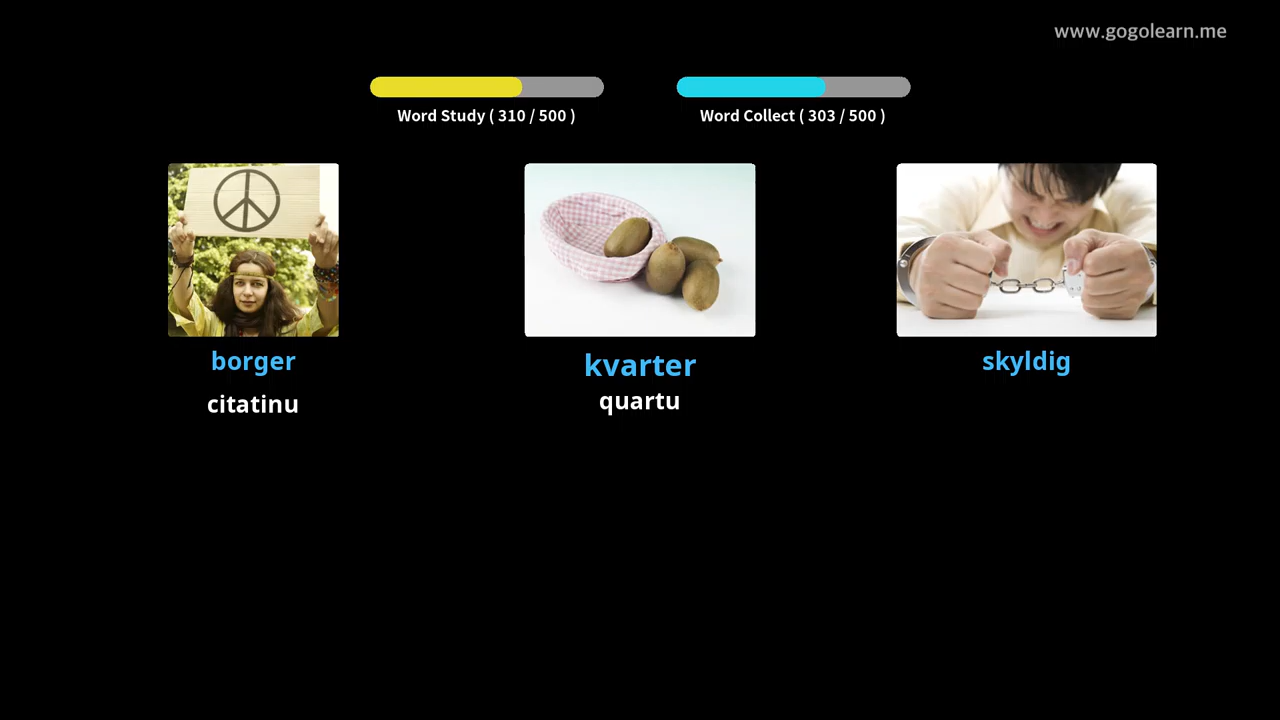 www.gogolearn.me
Word Study ( 310 / 500 )
Word Collect ( 303 / 500 )
borger
kvarter
skyldig
citatinu
quartu